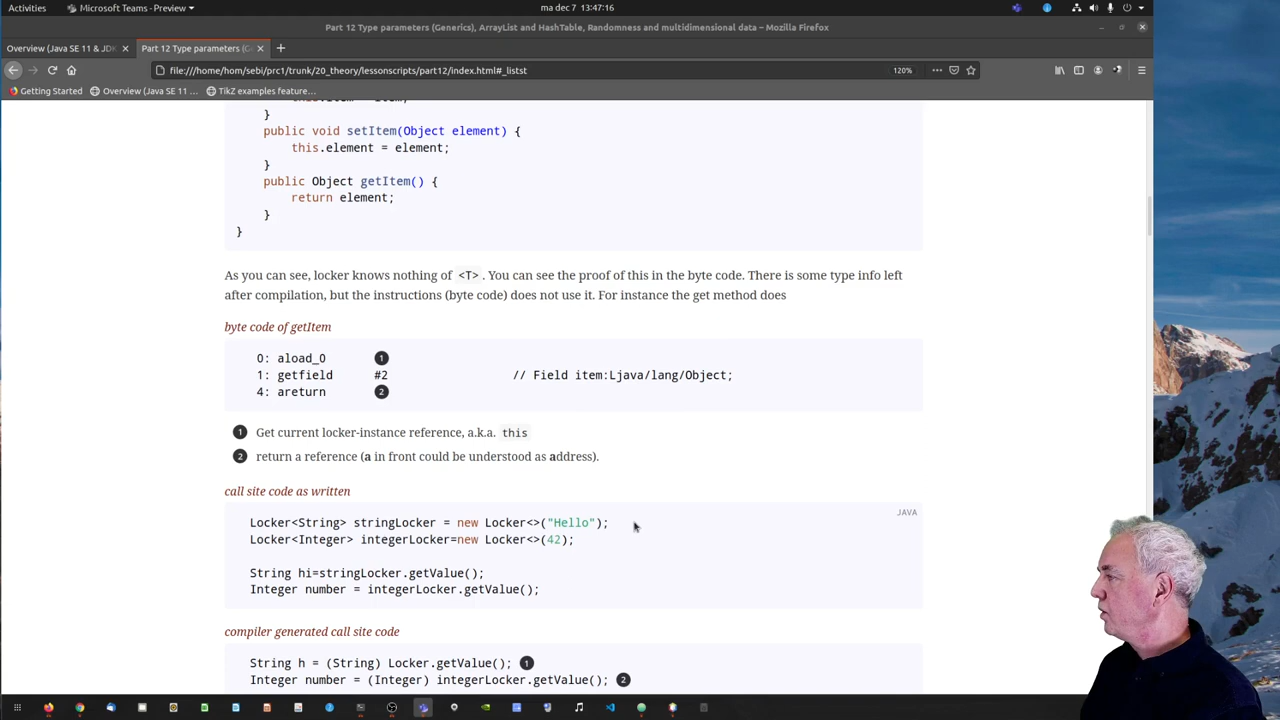 Activities
Microsoft Teams - Preview
ma dec 7, 13:47:16
Part 12 Type parameters (Generics), ArrayList and HashTable, Randomness and multidimensional data – Mozilla Firefox
Overview (Java SE 11 & JDK
Part 12 Type parameters (G
file:///home/hom/sebi/prc1/trunk/20_theory/lessonscripts/part12/index.html#_listst
120%
Getting Started
Overview (Java SE 11 ...
TikZ examples feature...
}
public void setItem(Object element) {
this.element = element;
}
public Object getItem() {
return element;
}
}
As you can see, locker knows nothing of <T>. You can see the proof of this in the byte code. There is some type info left
after compilation, but the instructions (byte code) does not use it. For instance the get method does
byte code of getItem
0: aload_0 1
1: getfield #2 // Field item:Ljava/lang/Object;
4: areturn 2
1 Get current locker-instance reference, a.k.a. this
2 return a reference (a in front could be understood as address).
call site code as written
JAVA
Locker<String> stringLocker = new Locker<>("Hello");
Locker<Integer> integerLocker=new Locker<>(42);
String hi=stringLocker.getValue();
Integer number = integerLocker.getValue();
compiler generated call site code
String h = (String) Locker.getValue(); 1
Integer number = (Integer) integerLocker.getValue(); 2